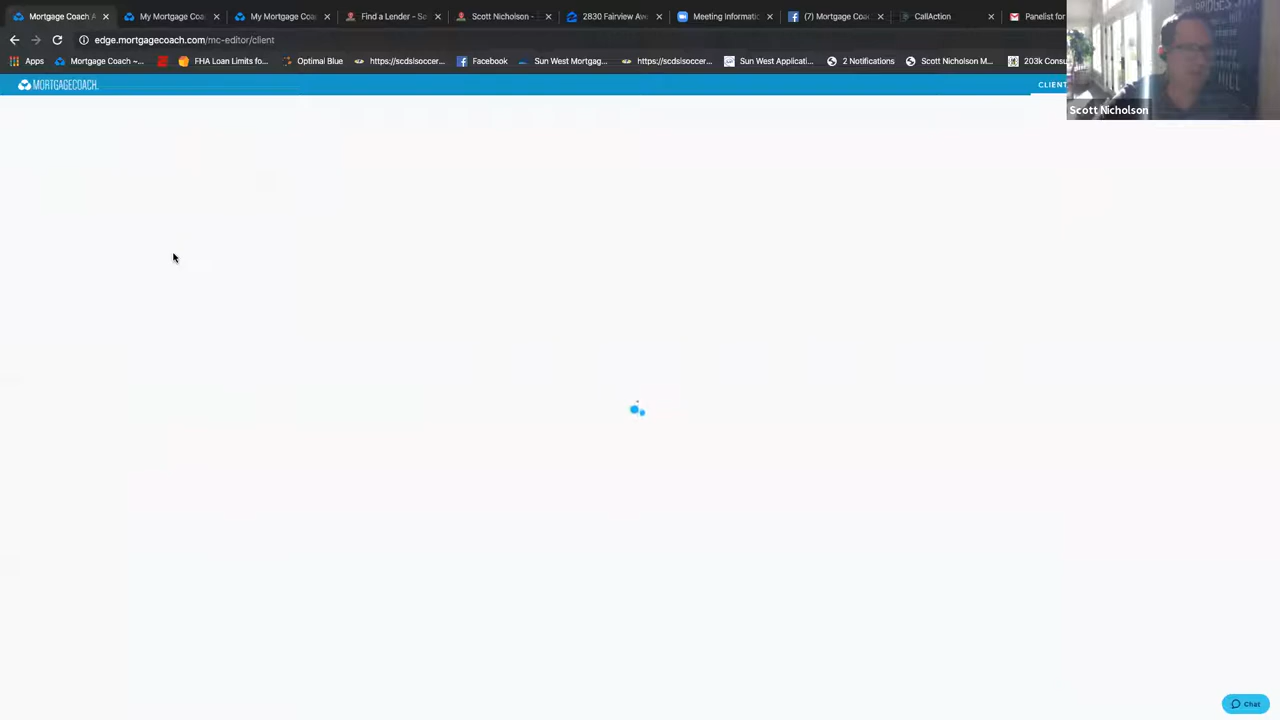 Mortgage Coach A
My Mortgage Coa
My Mortgage Coa
Find a Lender - So
Scott Nicholson -
2830 Fairview Ave
Meeting Informatic
(7) Mortgage Coac
CallAction
Panelist for
edge.mortgagecoach.com/mc-editor/client
Apps
Mortgage Coach ~...
FHA Loan Limits fo...
Optimal Blue
https://scdslsoccer...
Facebook
Sun West Mortgag...
https://scdslsoccer...
Sun West Applicati...
2 Notifications
Scott Nicholson M...
203k Consu
MORTGAGECOACH
CLIENT
Scott Nicholson
Chat